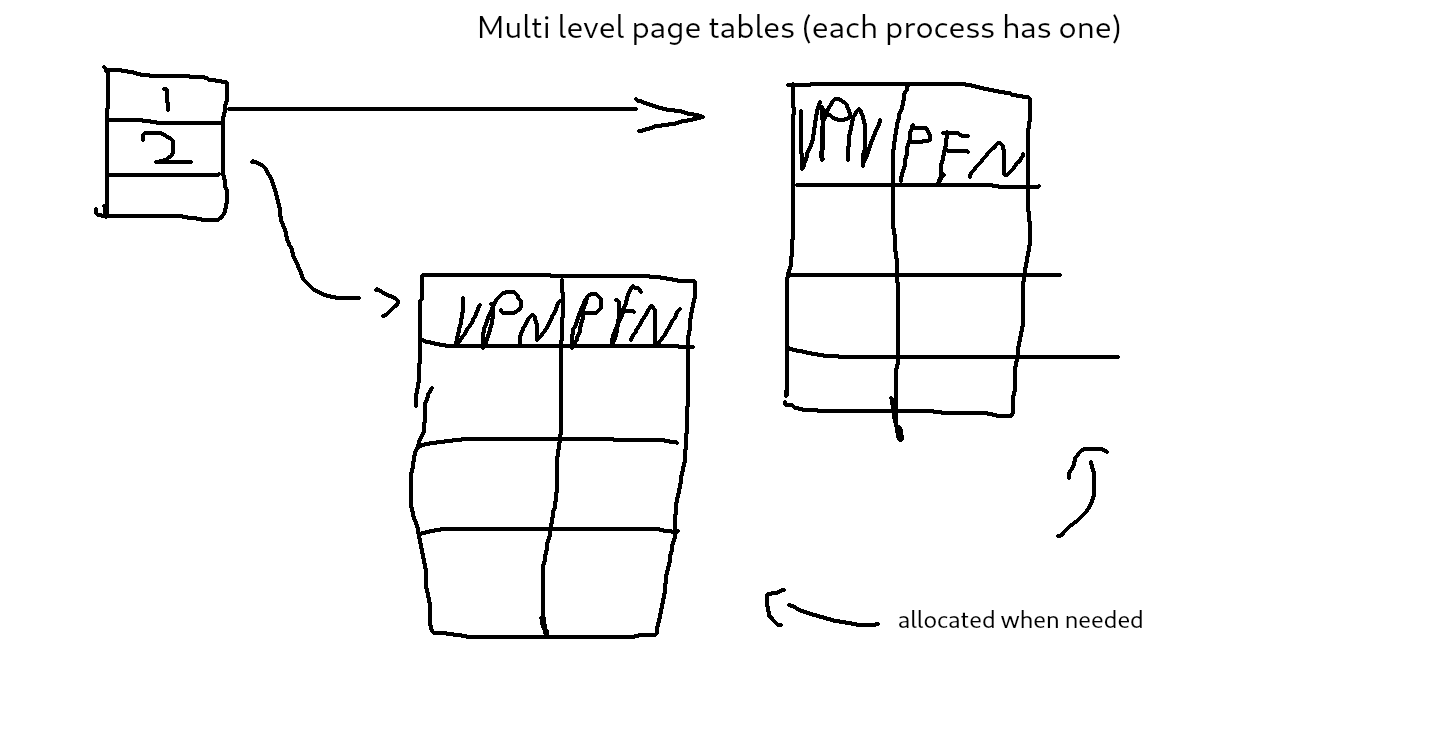 Multi level page tables (each process has one)
1
2
VPN PFN
VPN PFN
allocated when needed